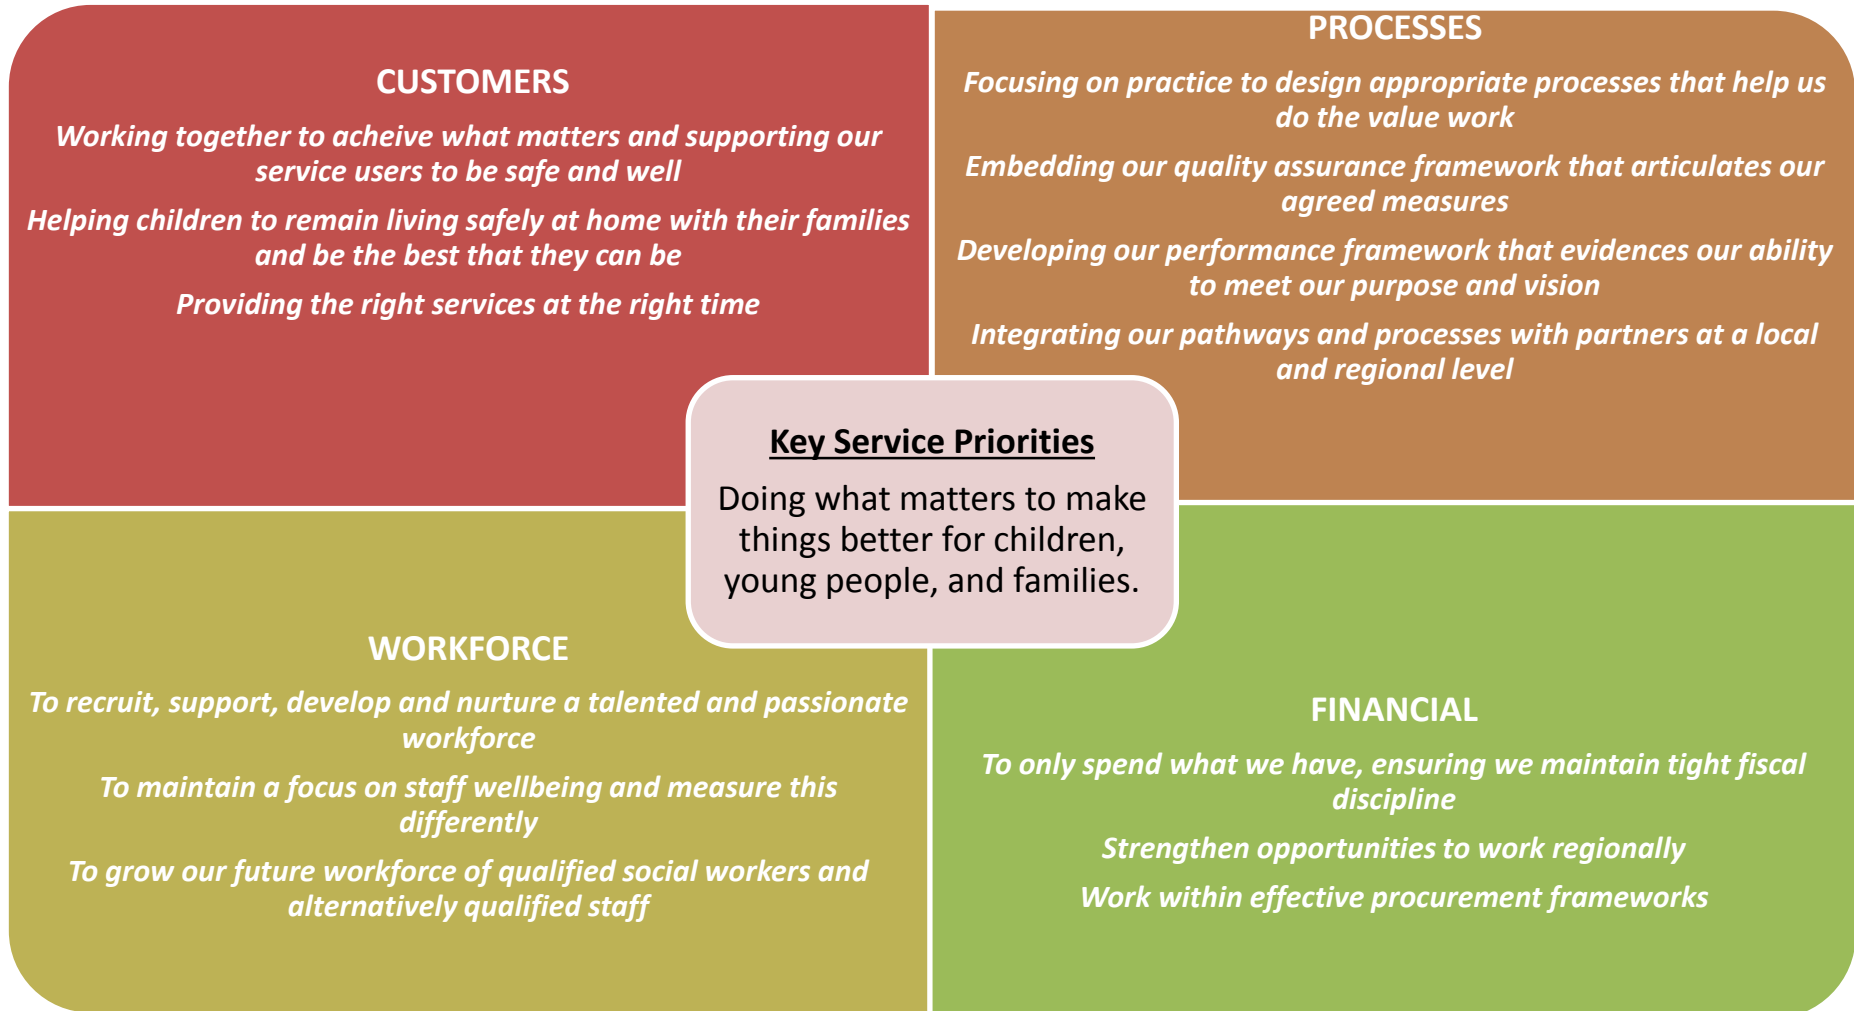 CUSTOMERS
Working together to acheive what matters and supporting our
service users to be safe and well
Helping children to remain living safely at home with their families
and be the best that they can be
Providing the right services at the right time
PROCESSES
Focusing on practice to design appropriate processes that help us
do the value work
Embedding our quality assurance framework that articulates our
agreed measures
Developing our performance framework that evidences our ability
to meet our purpose and vision
Integrating our pathways and processes with partners at a local
and regional level
Key Service Priorities
Doing what matters to make
things better for children,
young people, and families.
WORKFORCE
To recruit, support, develop and nurture a talented and passionate
workforce
To maintain a focus on staff wellbeing and measure this
differently
To grow our future workforce of qualified social workers and
alternatively qualified staff
FINANCIAL
To only spend what we have, ensuring we maintain tight fiscal
discipline
Strengthen opportunities to work regionally
Work within effective procurement frameworks